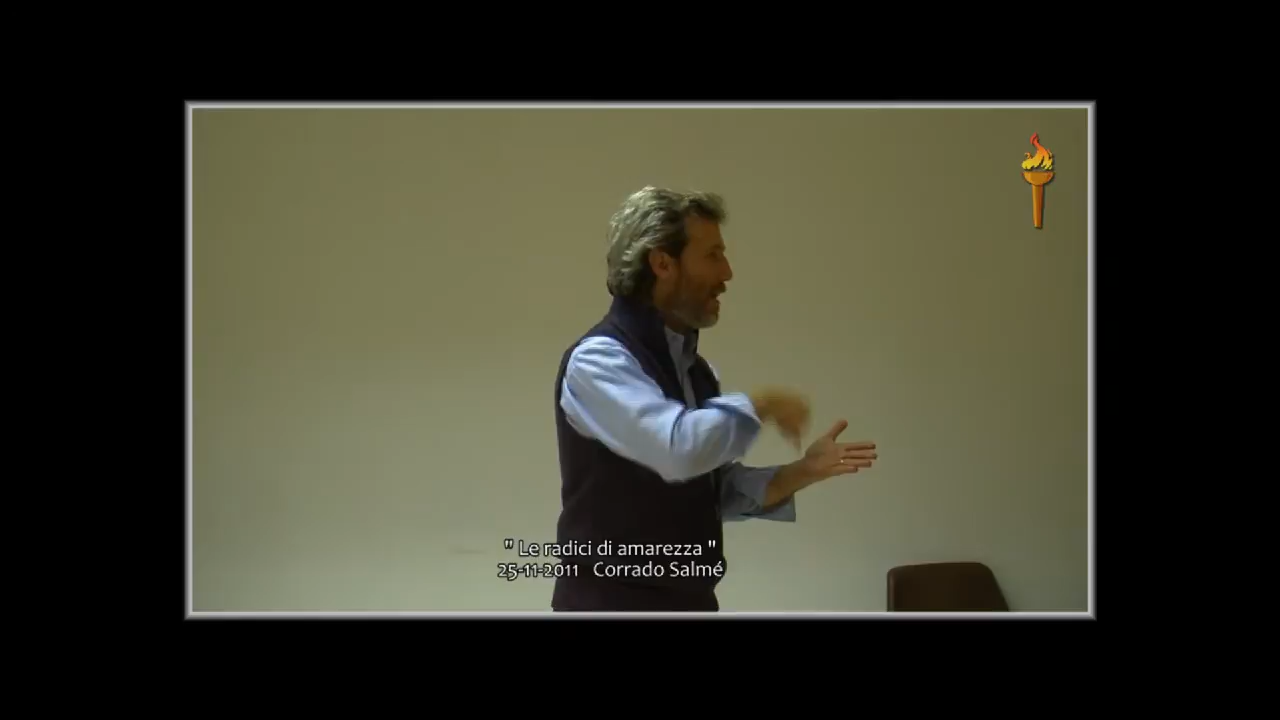 " Le radici di amarezza "
25-11-2011 Corrado Salmé